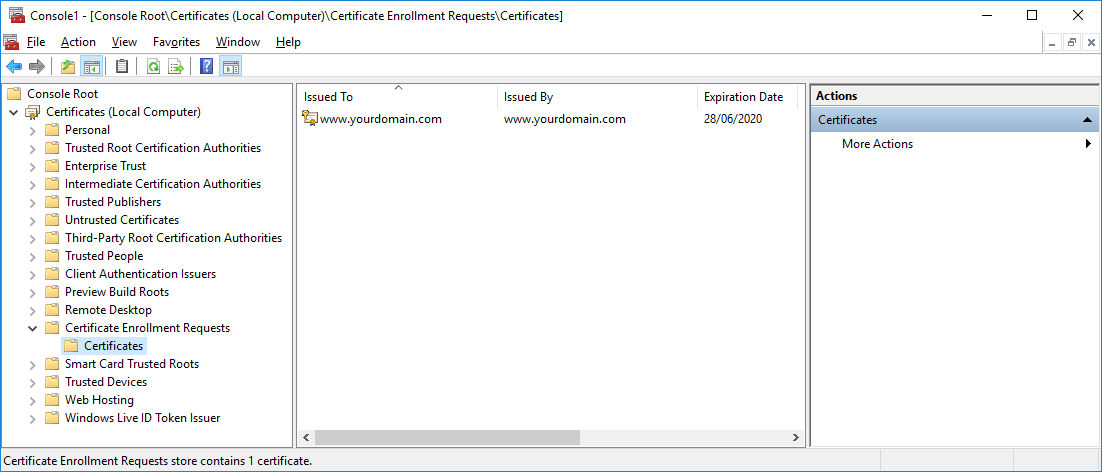 Console1 - [Console Root\Certificates (Local Computer)\Certificate Enrollment Requests\Certificates]
File Action View Favorites Window Help
Console Root
Certificates (Local Computer)
Personal
Trusted Root Certification Authorities
Enterprise Trust
Intermediate Certification Authorities
Trusted Publishers
Untrusted Certificates
Third-Party Root Certification Authorities
Trusted People
Client Authentication Issuers
Preview Build Roots
Remote Desktop
Certificate Enrollment Requests
Certificates
Smart Card Trusted Roots
Trusted Devices
Web Hosting
Windows Live ID Token Issuer
Issued To Issued By Expiration Date
www.yourdomain.com www.yourdomain.com 28/06/2020
Actions
Certificates
More Actions
Certificate Enrollment Requests store contains 1 certificate.